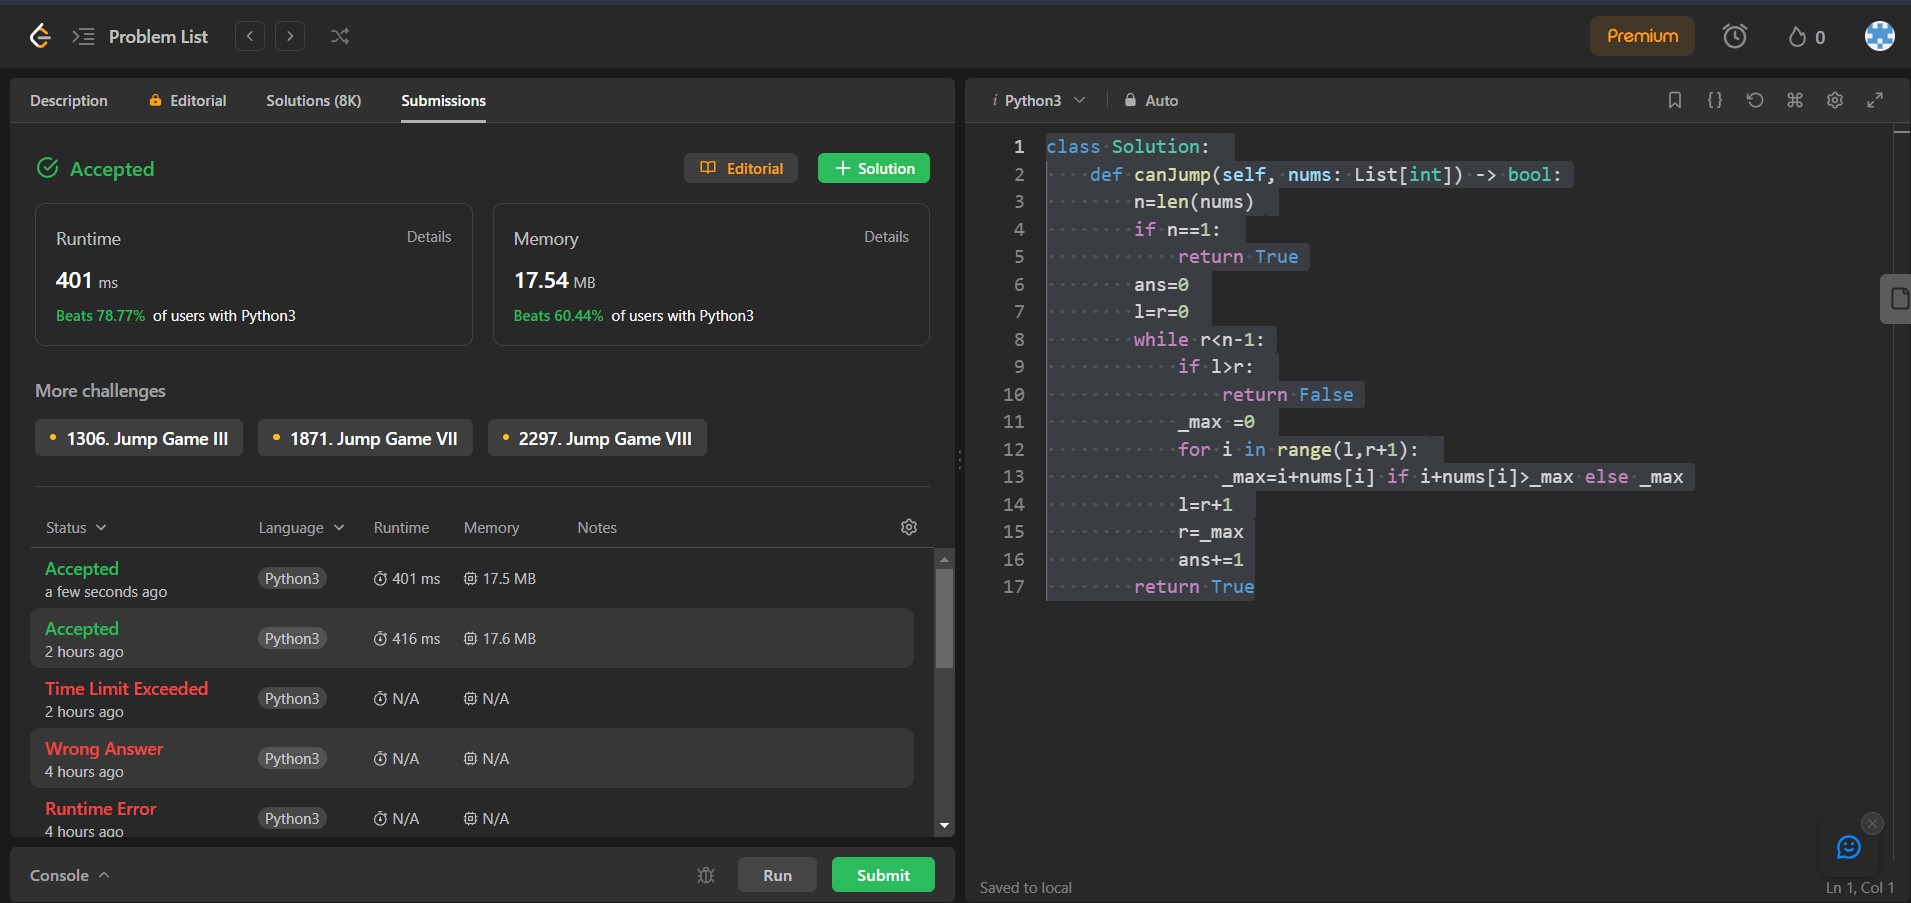 Problem List
Premium
0
Description Editorial Solutions (8K) Submissions
Accepted
Editorial
Solution
Runtime Details
401 ms
Beats 78.77% of users with Python3
Memory Details
17.54 MB
Beats 60.44% of users with Python3
More challenges
1306. Jump Game III 1871. Jump Game VII 2297. Jump Game VIII
Status Language Runtime Memory Notes
Accepted
a few seconds ago
Python3 401 ms 17.5 MB
Accepted
2 hours ago
Python3 416 ms 17.6 MB
Time Limit Exceeded
2 hours ago
Python3 N/A N/A
Wrong Answer
4 hours ago
Python3 N/A N/A
Runtime Error
4 hours ago
Python3 N/A N/A
Console
Run
Submit
i Python3 Auto
1 class Solution:
2     def canJump(self, nums: List[int]) -> bool:
3         n=len(nums)
4         if n==1:
5             return True
6         ans=0
7         l=r=0
8         while r<n-1:
9             if l>r:
10                 return False
11             _max =0
12             for i in range(l,r+1):
13                 _max=i+nums[i] if i+nums[i]>_max else _max
14             l=r+1
15             r=_max
16             ans+=1
17         return True
Saved to local
Ln 1, Col 1